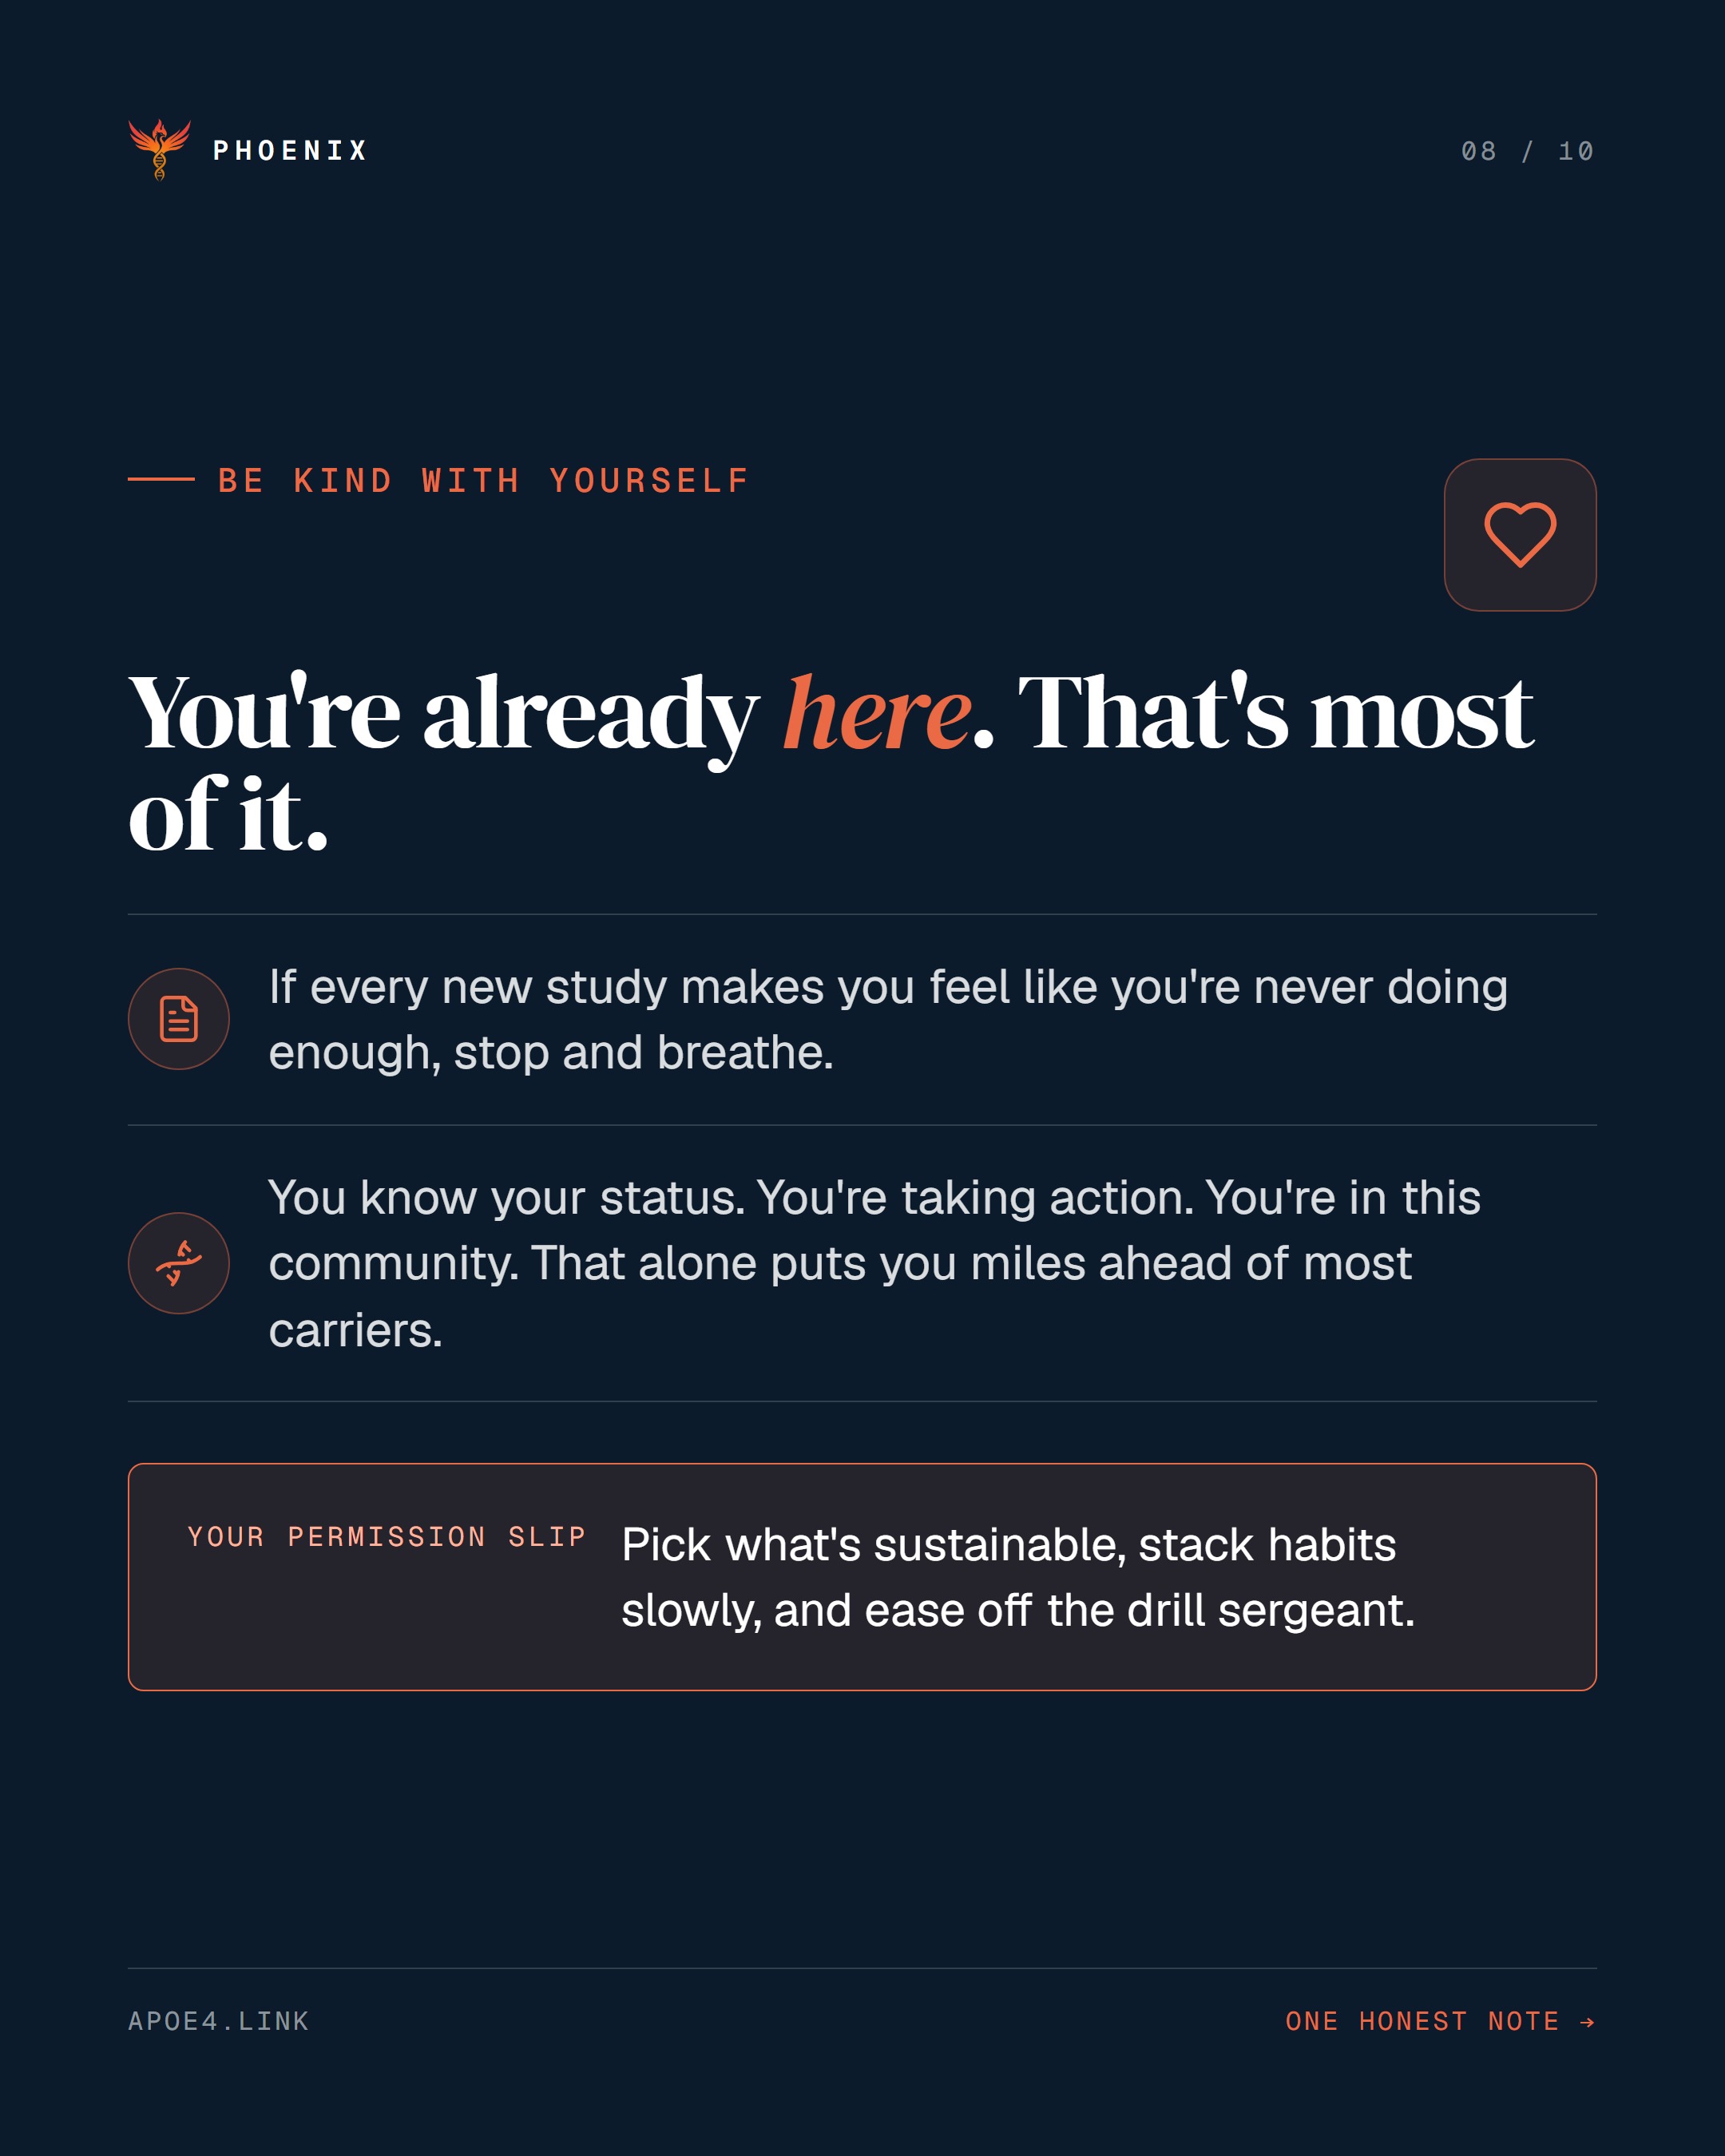 PHOENIX
08 / 10
BE KIND WITH YOURSELF
You're already here. That's most
of it.
If every new study makes you feel like you're never doing
enough, stop and breathe.
You know your status. You're taking action. You're in this
community. That alone puts you miles ahead of most
carriers.
YOUR PERMISSION SLIP
Pick what's sustainable, stack habits
slowly, and ease off the drill sergeant.
APOE4.LINK
ONE HONEST NOTE →